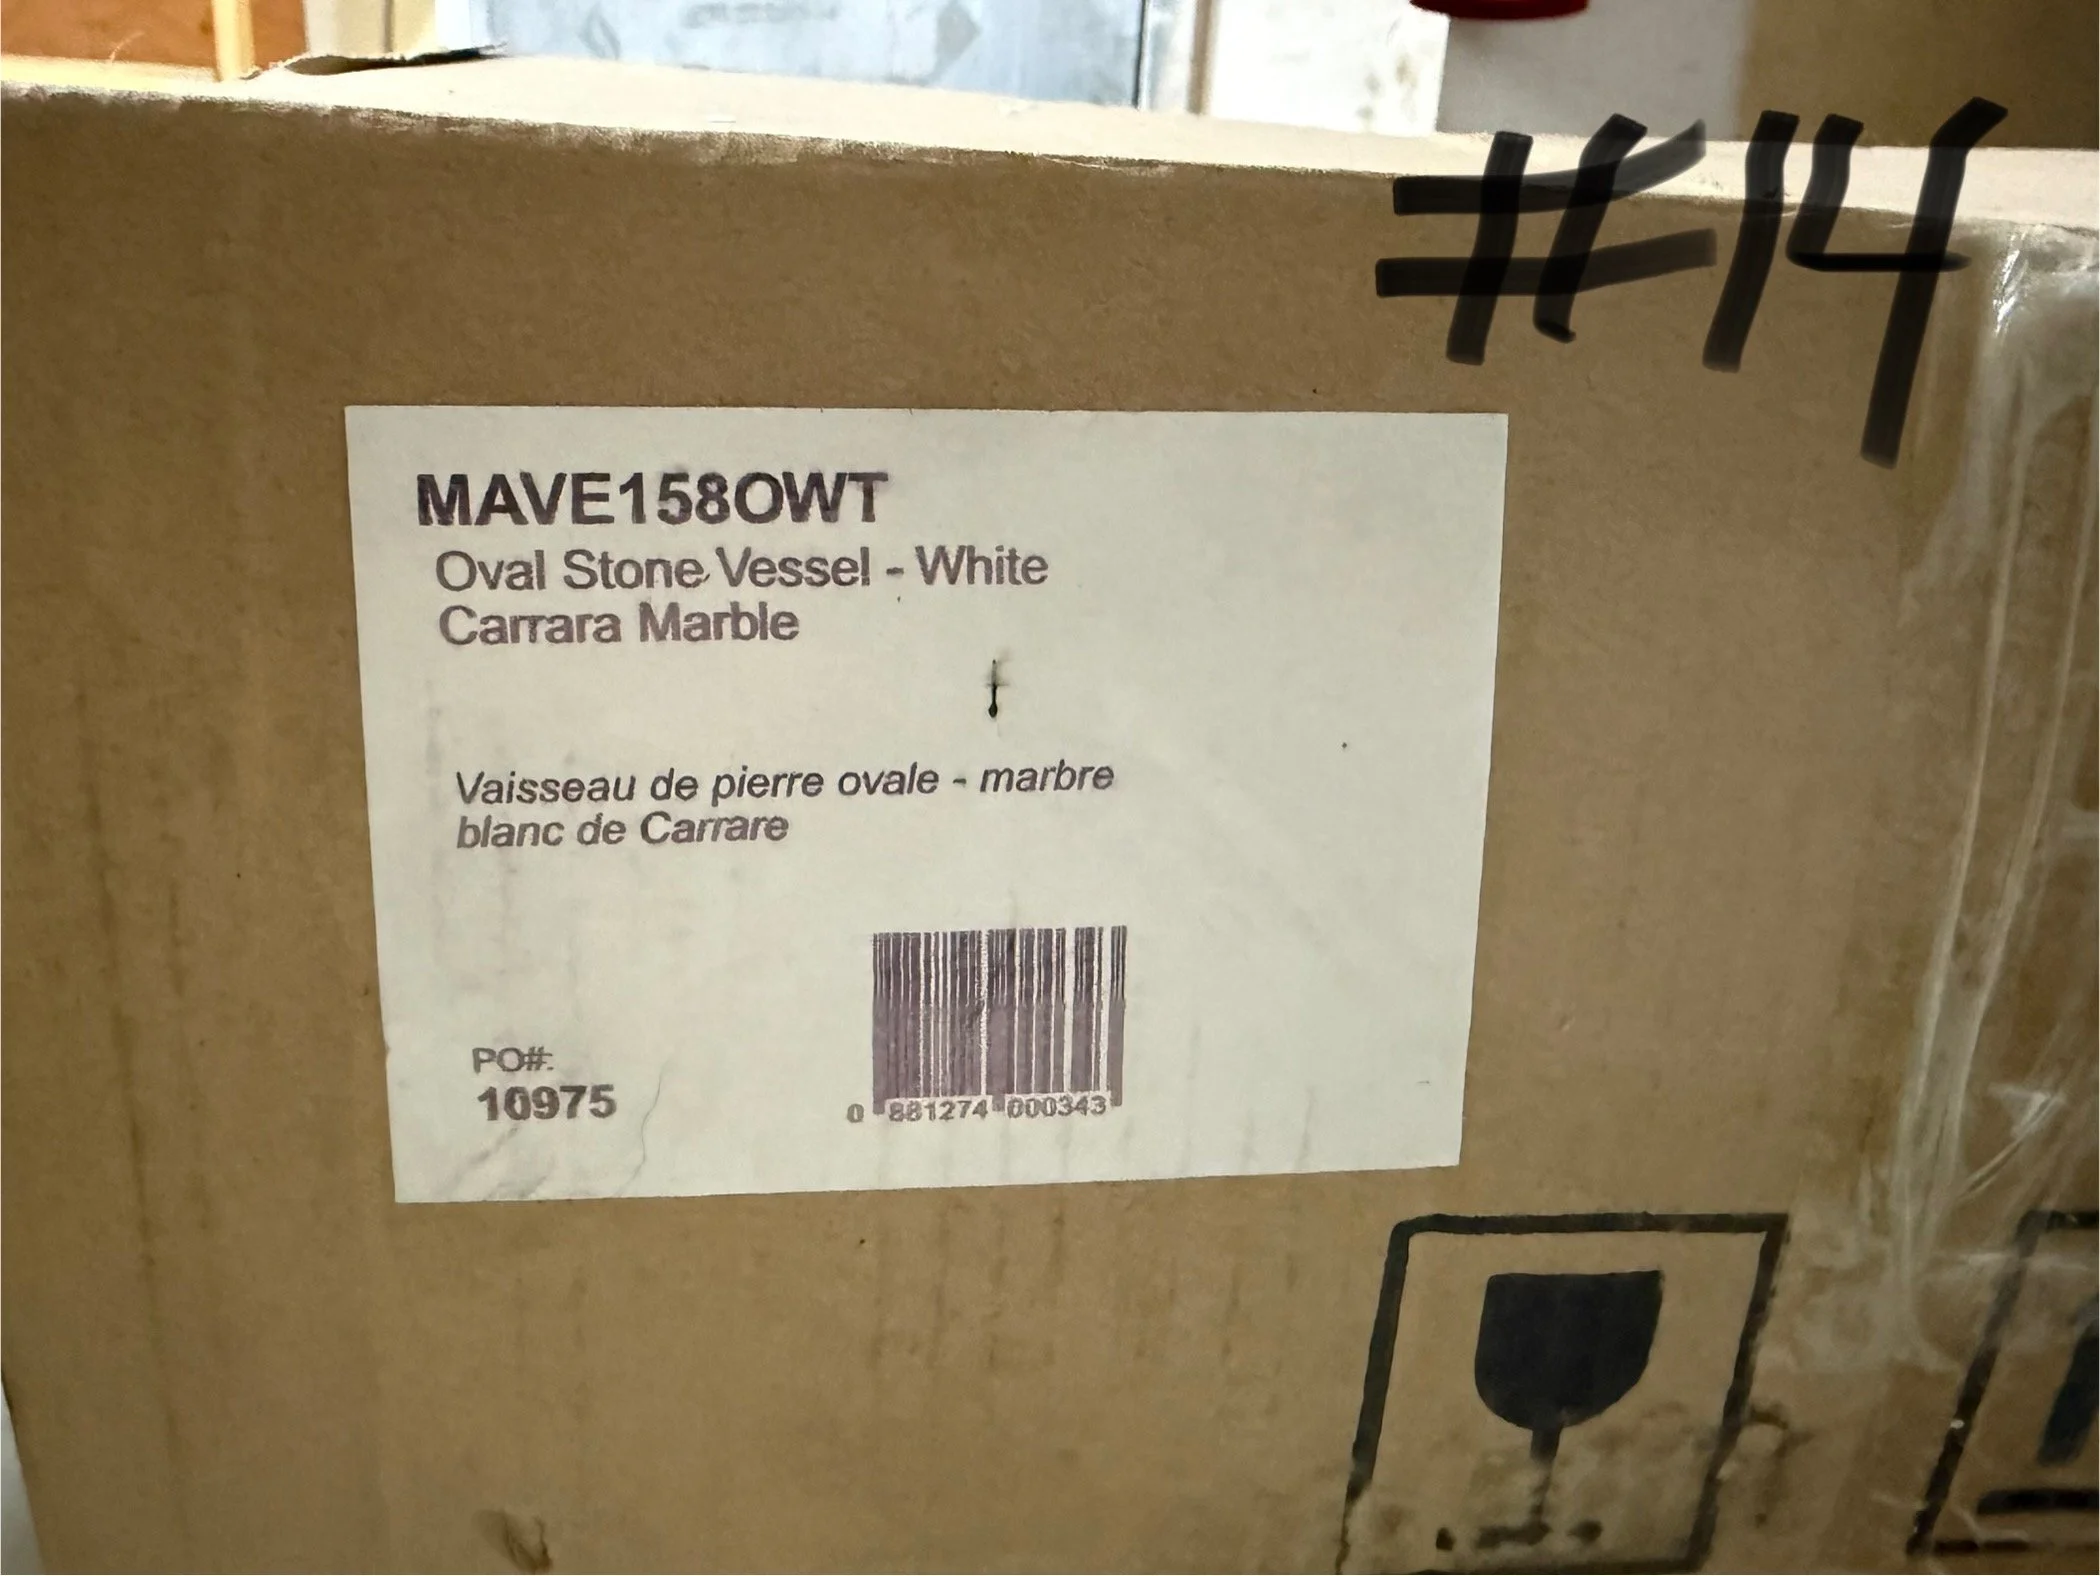 #14
MAVE158OWT
Oval Stone Vessel - White
Carrara Marble
Vaisseau de pierre ovale - marbre
blanc de Carrare
PO#:
10975
0 881274 000343